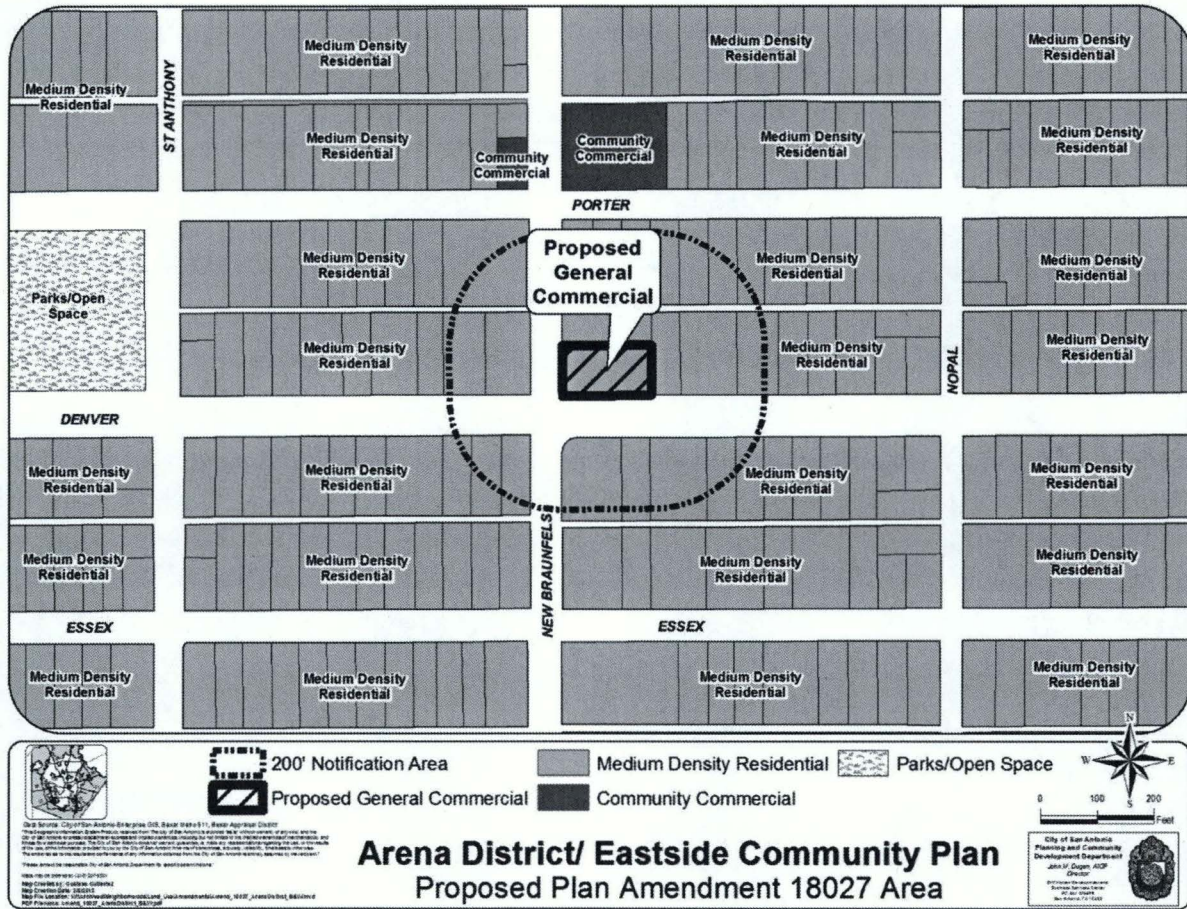 Medium Density
Residential
Medium Density
Residential
Medium Density
Residential
Medium Density
Residential
ST ANTHONY
Medium Density
Residential
Community
Commercial
Community
Commercial
Medium Density
Residential
Medium Density
Residential
PORTER
Medium Density
Residential
Proposed
General
Commercial
Medium Density
Residential
Medium Density
Residential
Parks/Open
Space
Medium Density
Residential
Medium Density
Residential
NOPAL
Medium Density
Residential
DENVER
Medium Density
Residential
Medium Density
Residential
Medium Density
Residential
Medium Density
Residential
NEW BRAUNFELS
Medium Density
Residential
Medium Density
Residential
Medium Density
Residential
Medium Density
Residential
ESSEX
ESSEX
Medium Density
Residential
Medium Density
Residential
Medium Density
Residential
Medium Density
Residential
200' Notification Area
Medium Density Residential
Parks/Open Space
Proposed General Commercial
Community Commercial
N
W
E
S
0 100 200
Feet
Arena District/ Eastside Community Plan
Proposed Plan Amendment 18027 Area
City of San Antonio
Planning and Community
Development Department
Director